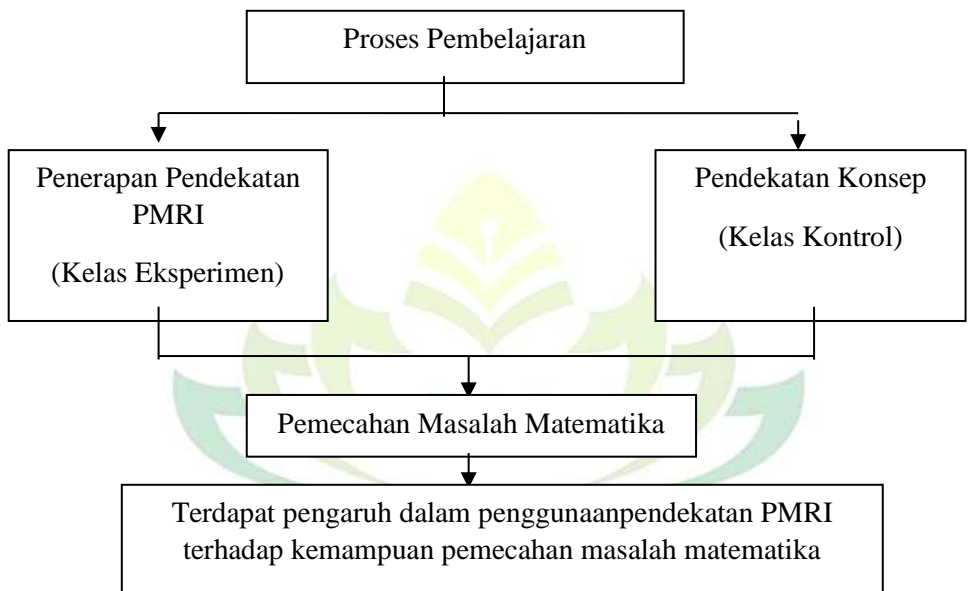 Proses Pembelajaran
Penerapan Pendekatan
PMRI
(Kelas Eksperimen)
Pendekatan Konsep
(Kelas Kontrol)
Pemecahan Masalah Matematika
Terdapat pengaruh dalam penggunaanpendekatan PMRI
terhadap kemampuan pemecahan masalah matematika